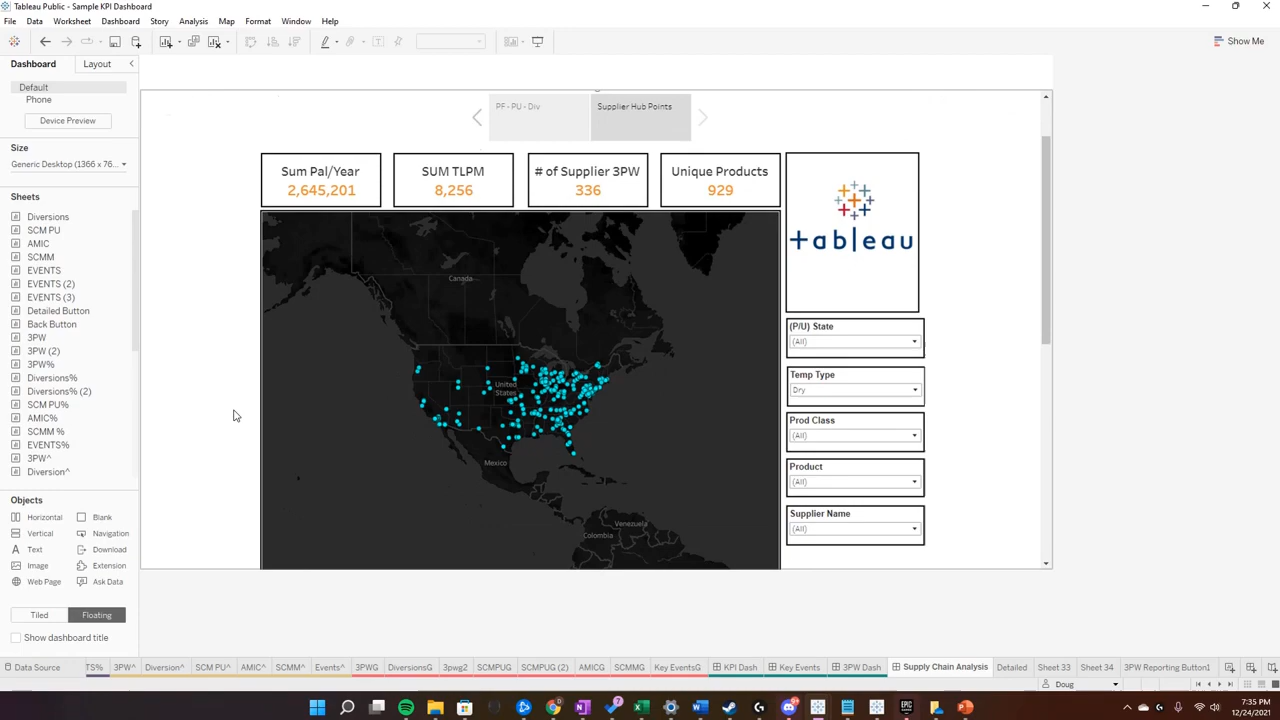 Tableau Public - Sample KPI Dashboard
File Data Worksheet Dashboard Story Analysis Map Format Window Help
Show Me
Dashboard Layout
Default
Phone
Device Preview
Size
Generic Desktop (1366 x 76...
Sheets
Diversions
SCM PU
AMIC
SCMM
EVENTS
EVENTS (2)
EVENTS (3)
Detailed Button
Back Button
3PW
3PW (2)
3PW%
Diversions%
Diversions% (2)
SCM PU%
AMIC%
SCMM %
EVENTS%
3PW^
Diversion^
Objects
Horizontal Blank
Vertical Navigation
Text Download
Image Extension
Web Page Ask Data
Tiled Floating
Show dashboard title
PF - PU - Div Supplier Hub Points
Sum Pal/Year SUM TLPM # of Supplier 3PW Unique Products
2,645,201 8,256 336 929
Canada
United
States
Mexico
Venezuela
Colombia
+ableau
(P/U) State
(All)
Temp Type
Dry
Prod Class
(All)
Product
(All)
Supplier Name
(All)
Data Source TS% 3PW^ Diversion^ SCM PU^ AMIC^ SCMM^ Events^ 3PWG DiversionsG 3pwg2 SCMPUG SCMPUG (2) AMICG SCMMG Key EventsG KPI Dash Key Events 3PW Dash Supply Chain Analysis Detailed Sheet 33 Sheet 34 3PW Reporting Button1
Doug
7:35 PM
12/24/2021